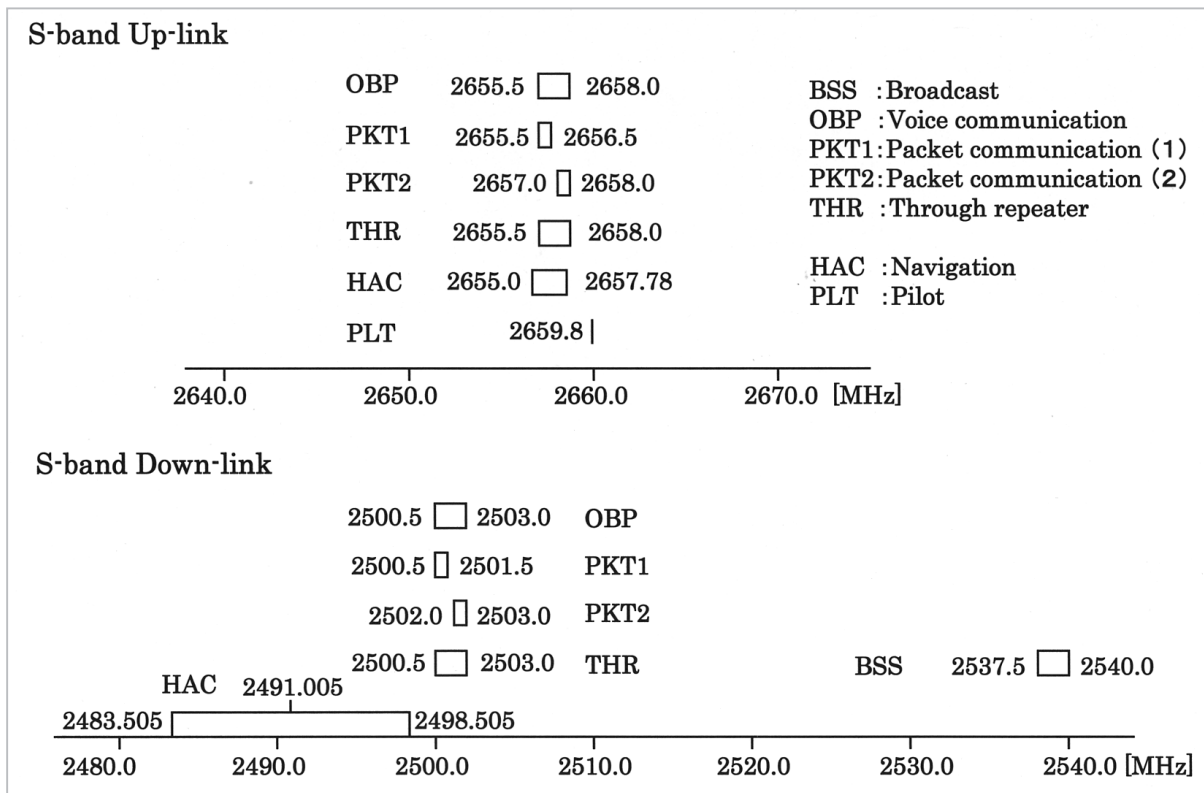 S-band Up-link
OBP 2655.5 2658.0
PKT1 2655.5 2656.5
PKT2 2657.0 2658.0
THR 2655.5 2658.0
HAC 2655.0 2657.78
PLT 2659.8
BSS :Broadcast
OBP :Voice communication
PKT1:Packet communication (1)
PKT2:Packet communication (2)
THR :Through repeater
HAC :Navigation
PLT :Pilot
2640.0 2650.0 2660.0 2670.0 [MHz]
S-band Down-link
2500.5 2503.0 OBP
2500.5 2501.5 PKT1
2502.0 2503.0 PKT2
2500.5 2503.0 THR
BSS 2537.5 2540.0
HAC 2491.005
2483.505 2498.505
2480.0 2490.0 2500.0 2510.0 2520.0 2530.0 2540.0 [MHz]